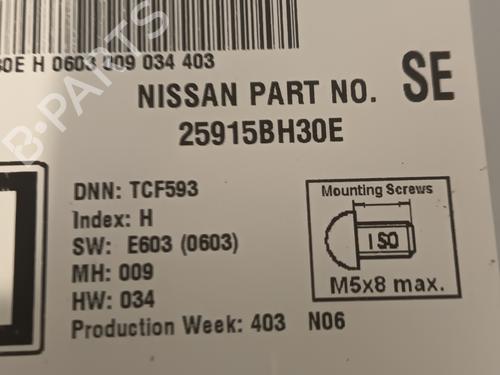 30E H 0603 009 034 403
NISSAN PART NO. SE
25915BH30E
DNN: TCF593
Index: H
SW: E603 (0603)
MH: 009
HW: 034
Production Week: 403 N06
Mounting Screws
ISO
M5x8 max.
B-PARTS